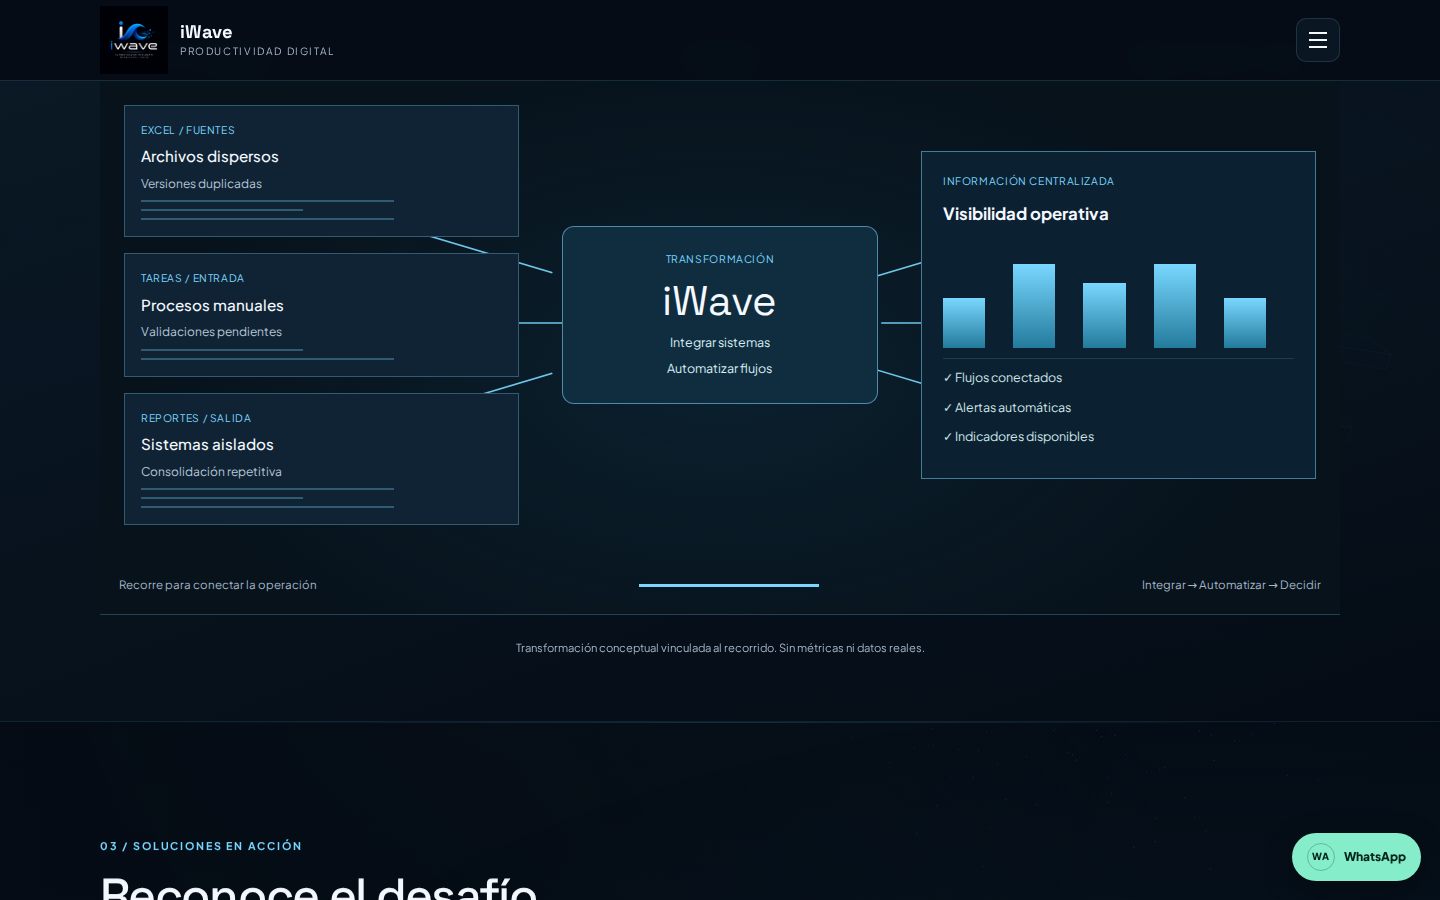 iwave
iWave
PRODUCTIVIDAD DIGITAL
EXCEL / FUENTES
Archivos dispersos
Versiones duplicadas
TAREAS / ENTRADA
Procesos manuales
Validaciones pendientes
REPORTES / SALIDA
Sistemas aislados
Consolidación repetitiva
TRANSFORMACIÓN
iWave
Integrar sistemas
Automatizar flujos
INFORMACIÓN CENTRALIZADA
Visibilidad operativa
✓ Flujos conectados
✓ Alertas automáticas
✓ Indicadores disponibles
Recorre para conectar la operación
Integrar → Automatizar → Decidir
Transformación conceptual vinculada al recorrido. Sin métricas ni datos reales.
03 / SOLUCIONES EN ACCIÓN
Reconoce el desafío
WA WhatsApp